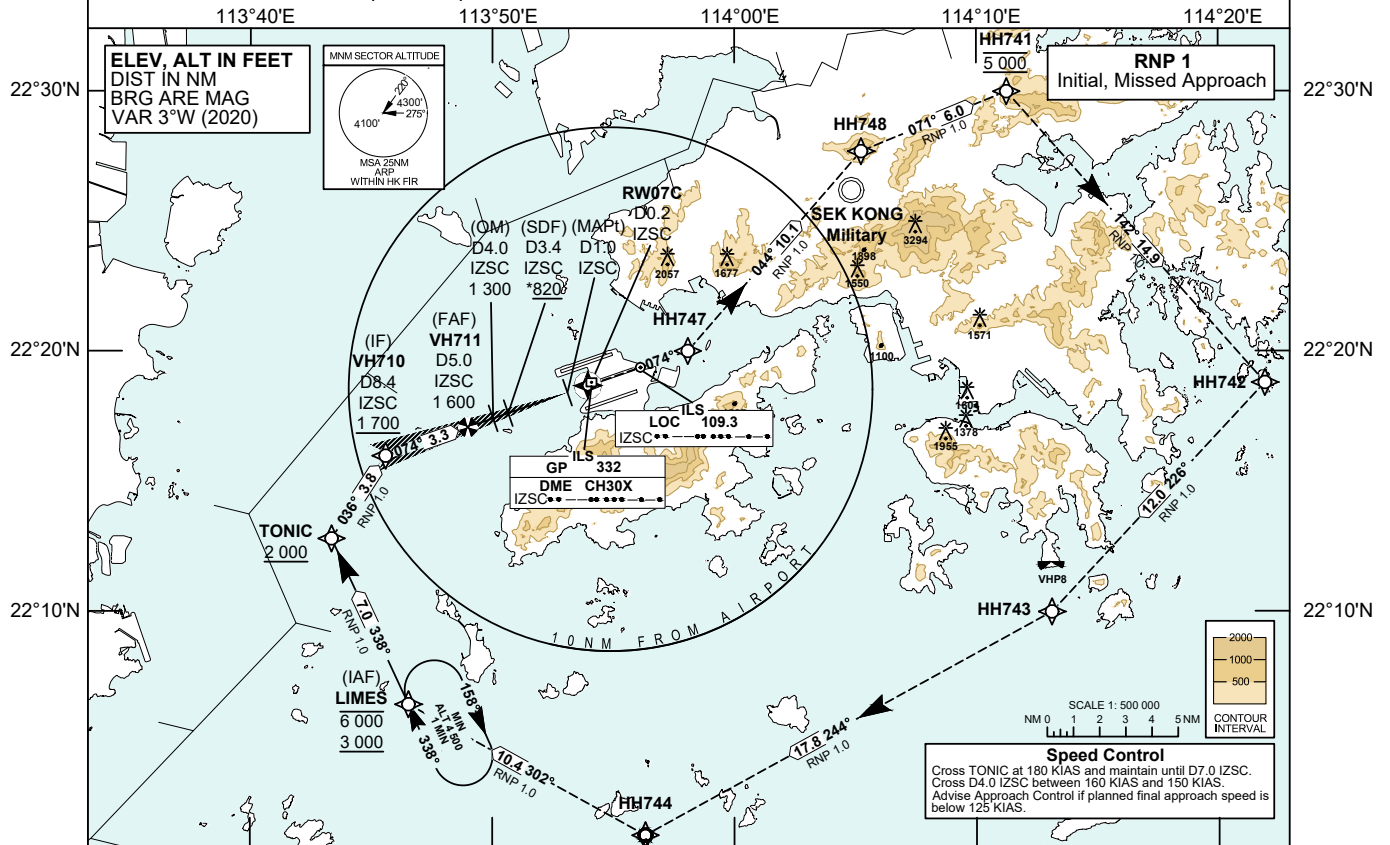 113°40'E
113°50'E
114°00'E
114°10'E
114°20'E
ELEV, ALT IN FEET
DIST IN NM
BRG ARE MAG
VAR 3°W (2020)
MNM SECTOR ALTITUDE
225°
4300'
275°
4100'
MSA 25NM
ARP
WITHIN HK FIR
HH741
5 000
RNP 1
Initial, Missed Approach
22°30'N
22°30'N
HH748
071° 6.0
RNP 1.0
RW07C
D0.2
IZSC
SEK KONG
Military
(OM)
D4.0
IZSC
1 300
(SDF)
D3.4
IZSC
*820
(MAPt)
D1.0
IZSC
2057
1677
044° 10.1
RNP 1.0
3294
1898
1550
142° 14.9
RNP 1.0
HH747
1100
1571
(IF)
VH710
D8.4
IZSC
1 700
(FAF)
VH711
D5.0
IZSC
1 600
22°20'N
22°20'N
074°
HH742
1604
1378
1955
ILS
LOC 109.3
IZSC
ILS
GP 332
DME CH30X
IZSC
074° 3.3
036° 3.8
RNP 1.0
TONIC
2 000
12.0 226°
RNP 1.0
10NM FROM AIRPORT
VHP8
22°10'N
22°10'N
HH743
7.0 338°
RNP 1.0
(IAF)
LIMES
6 000
3 000
158°
MIN
ALT 4 500
1 MIN
338°
10.4 302°
RNP 1.0
17.8 244°
RNP 1.0
HH744
2000
1000
500
CONTOUR
INTERVAL
SCALE 1: 500 000
NM 0 1 2 3 4 5 NM
Speed Control
Cross TONIC at 180 KIAS and maintain until D7.0 IZSC.
Cross D4.0 IZSC between 160 KIAS and 150 KIAS.
Advise Approach Control if planned final approach speed is
below 125 KIAS.